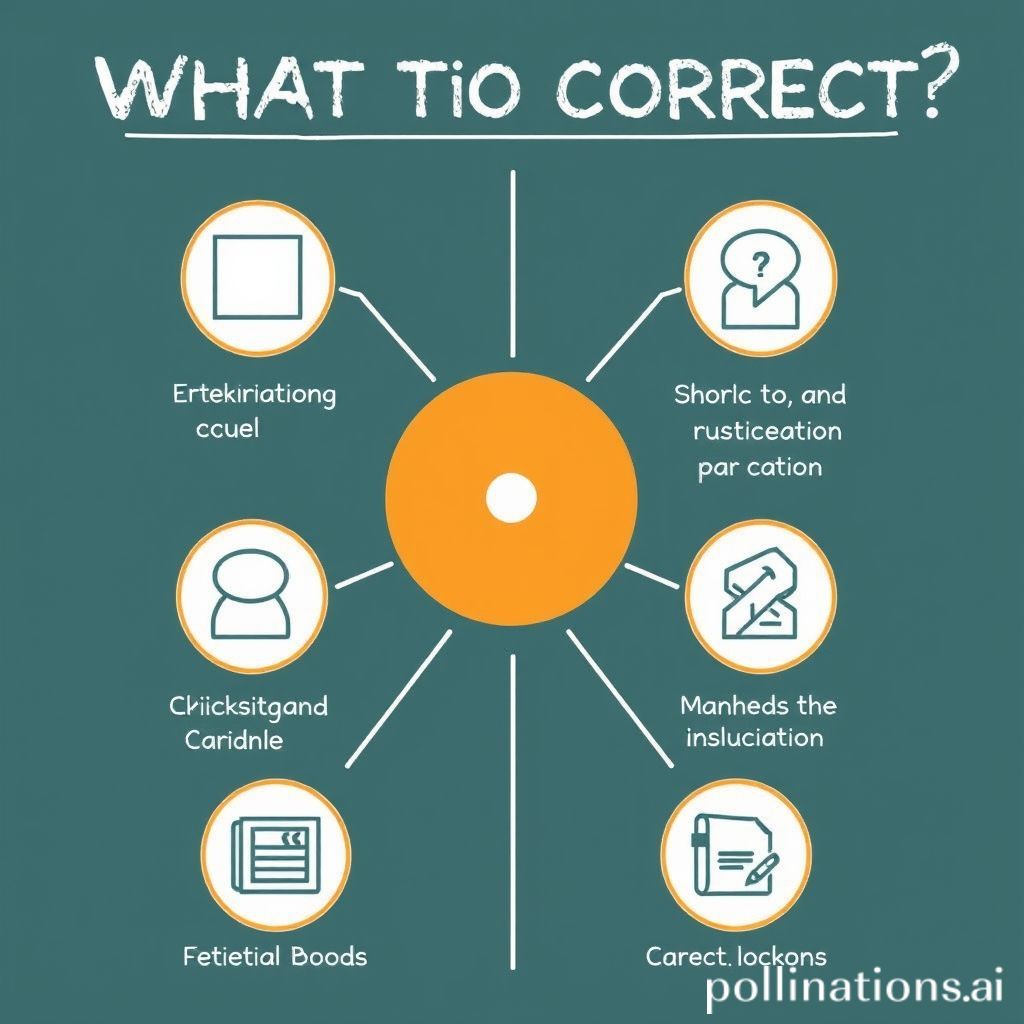 WHAT TiO CORRECT?
Ertekiriationg
ccuel
Shorlc to, and
rusticeation
par cation
Chiicksitgand
Caridnle
Manheds the
insluciation
Fetietial Boods
Carect. lockons
pollinations.ai